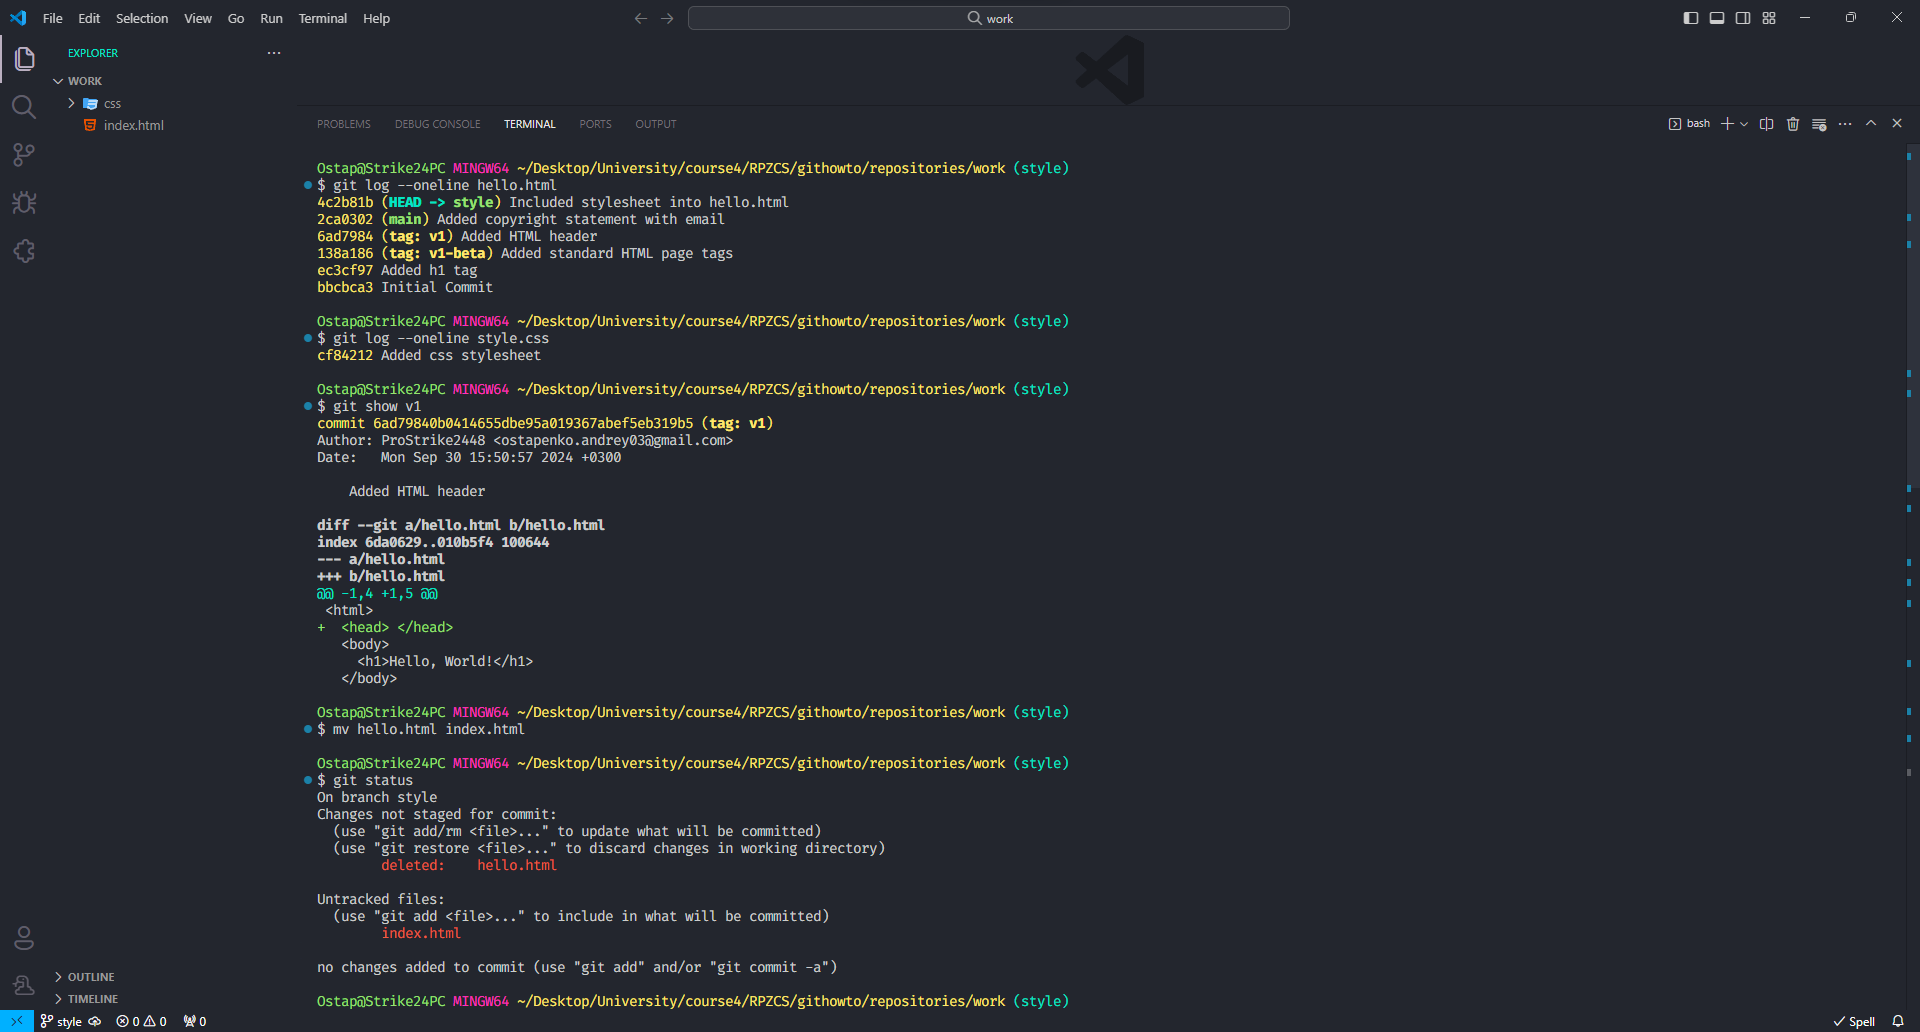 File Edit Selection View Go Run Terminal Help
work
EXPLORER
WORK
css
index.html
PROBLEMS DEBUG CONSOLE TERMINAL PORTS OUTPUT
bash
Ostap@Strike24PC MINGW64 ~/Desktop/University/course4/RPZCS/githowto/repositories/work (style)
$ git log --oneline hello.html
4c2b81b (HEAD -> style) Included stylesheet into hello.html
2ca0302 (main) Added copyright statement with email
6ad7984 (tag: v1) Added HTML header
138a186 (tag: v1-beta) Added standard HTML page tags
ec3cf97 Added h1 tag
bbcbca3 Initial Commit
Ostap@Strike24PC MINGW64 ~/Desktop/University/course4/RPZCS/githowto/repositories/work (style)
$ git log --oneline style.css
cf84212 Added css stylesheet
Ostap@Strike24PC MINGW64 ~/Desktop/University/course4/RPZCS/githowto/repositories/work (style)
$ git show v1
commit 6ad79840b0414655dbe95a019367abef5eb319b5 (tag: v1)
Author: ProStrike2448 <ostapenko.andrey03@gmail.com>
Date:   Mon Sep 30 15:50:57 2024 +0300
    Added HTML header
diff --git a/hello.html b/hello.html
index 6da0629..010b5f4 100644
--- a/hello.html
+++ b/hello.html
@@ -1,4 +1,5 @@
 <html>
+  <head> </head>
   <body>
     <h1>Hello, World!</h1>
   </body>
Ostap@Strike24PC MINGW64 ~/Desktop/University/course4/RPZCS/githowto/repositories/work (style)
$ mv hello.html index.html
Ostap@Strike24PC MINGW64 ~/Desktop/University/course4/RPZCS/githowto/repositories/work (style)
$ git status
On branch style
Changes not staged for commit:
  (use "git add/rm <file>..." to update what will be committed)
  (use "git restore <file>..." to discard changes in working directory)
        deleted:    hello.html
Untracked files:
  (use "git add <file>..." to include in what will be committed)
        index.html
no changes added to commit (use "git add" and/or "git commit -a")
Ostap@Strike24PC MINGW64 ~/Desktop/University/course4/RPZCS/githowto/repositories/work (style)
OUTLINE
TIMELINE
style 0 0 0 Spell